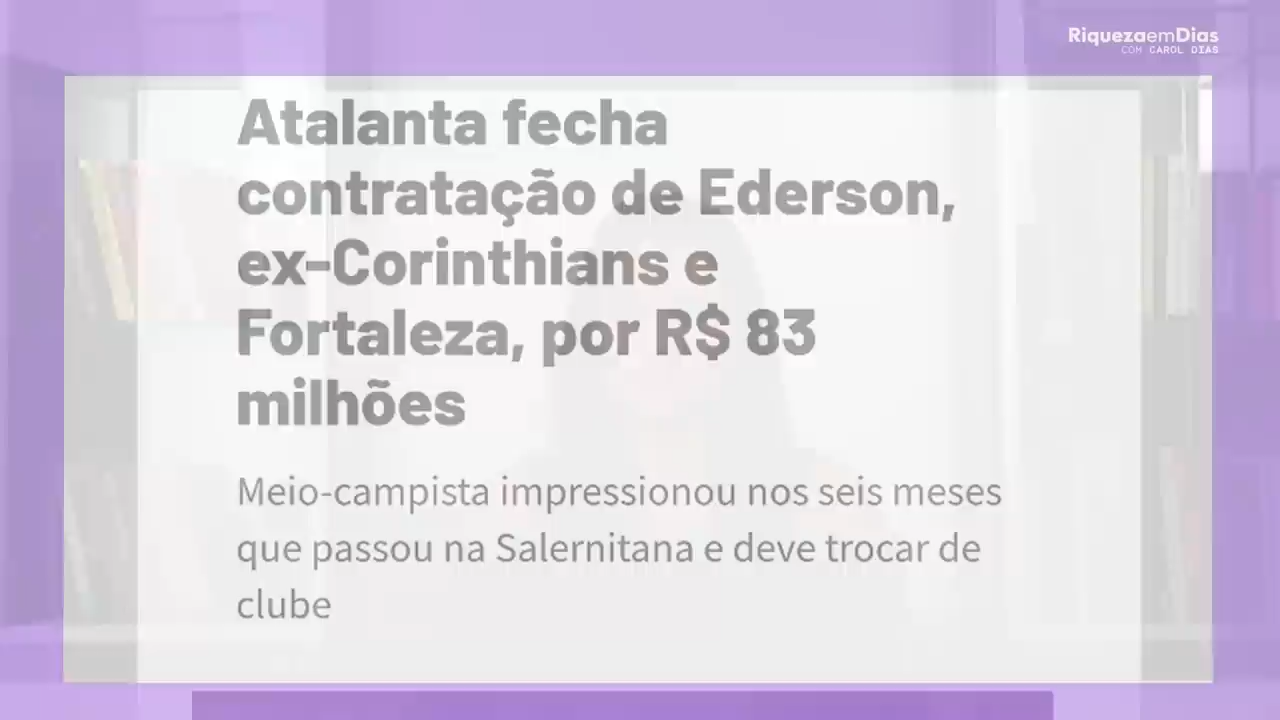 RiquezaemDias
COM CAROL DIAS
Atalanta fecha
contratação de Ederson,
ex-Corinthians e
Fortaleza, por R$ 83
milhões
Meio-campista impressionou nos seis meses
que passou na Salernitana e deve trocar de
clube